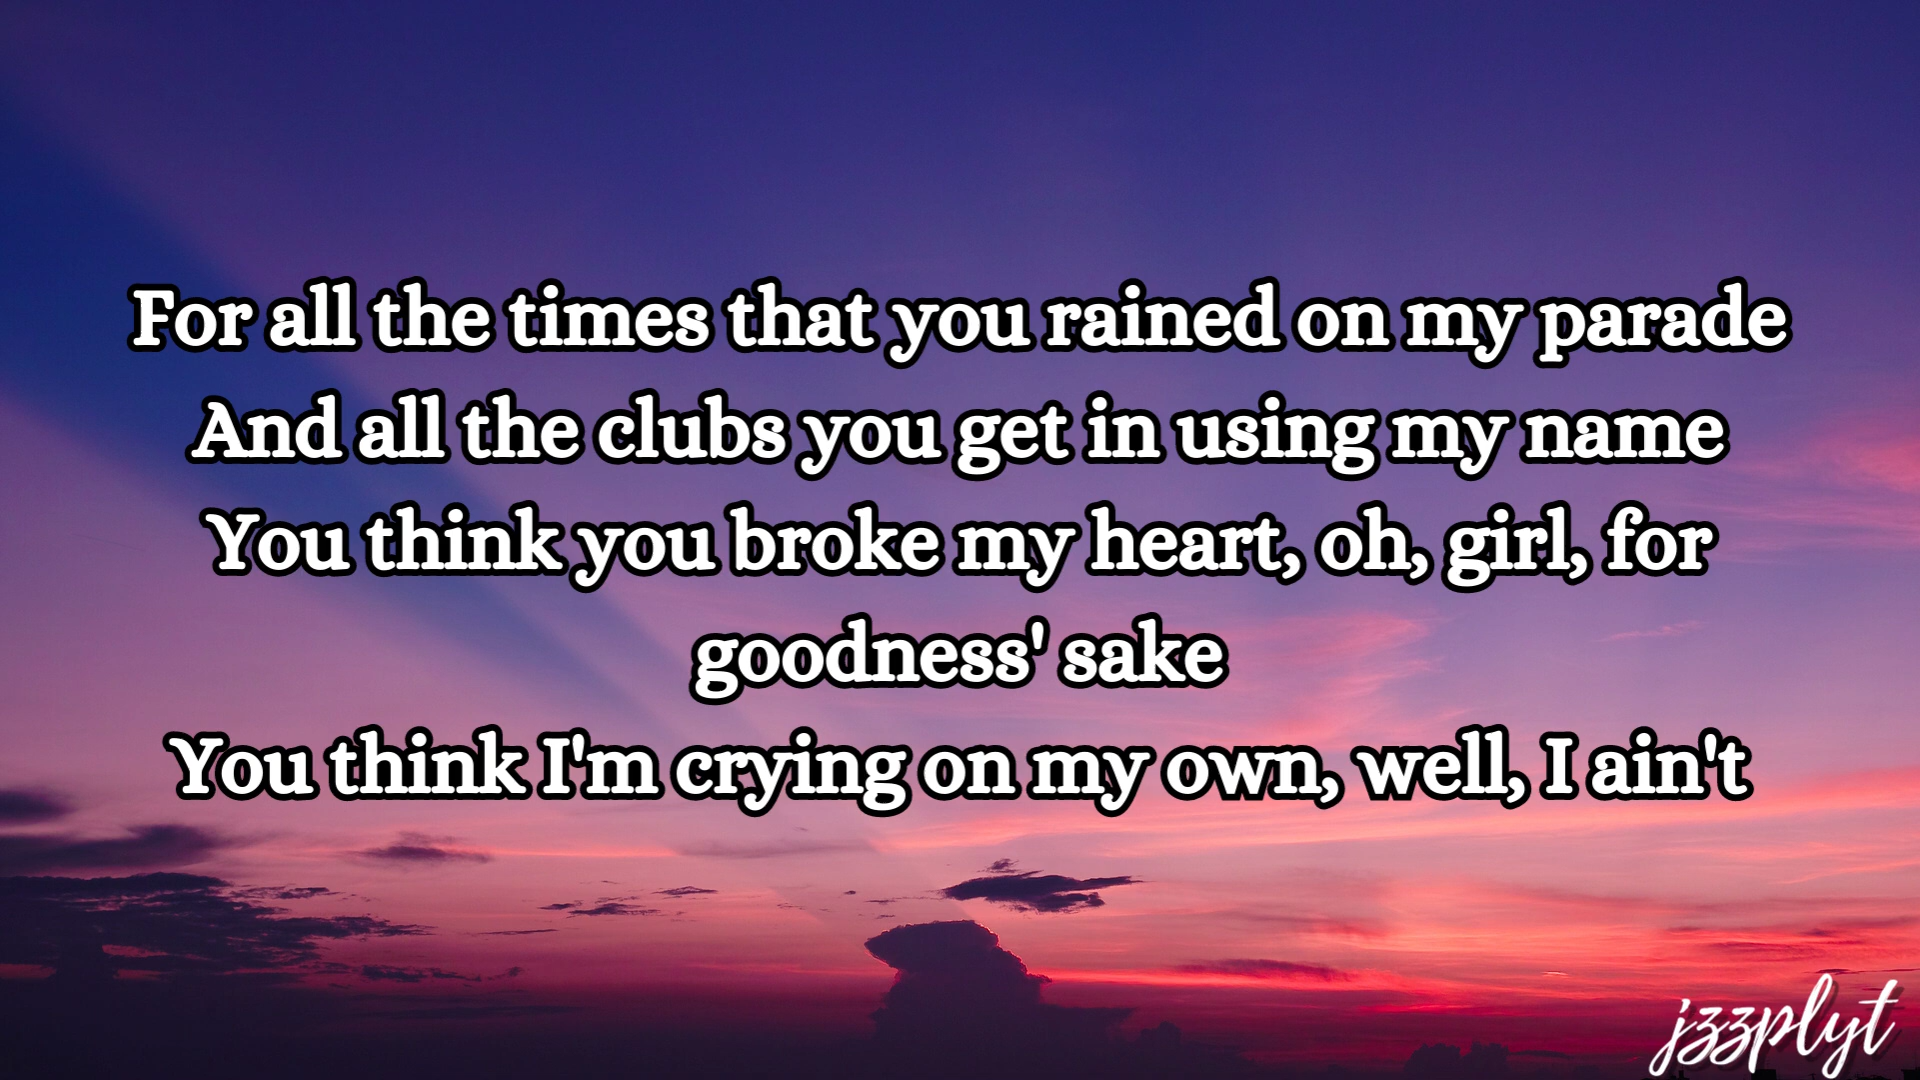 For all the times that you rained on my parade
And all the clubs you get in using my name
You think you broke my heart, oh, girl, for
goodness' sake
You think I'm crying on my own, well, I ain't
jzzplyt